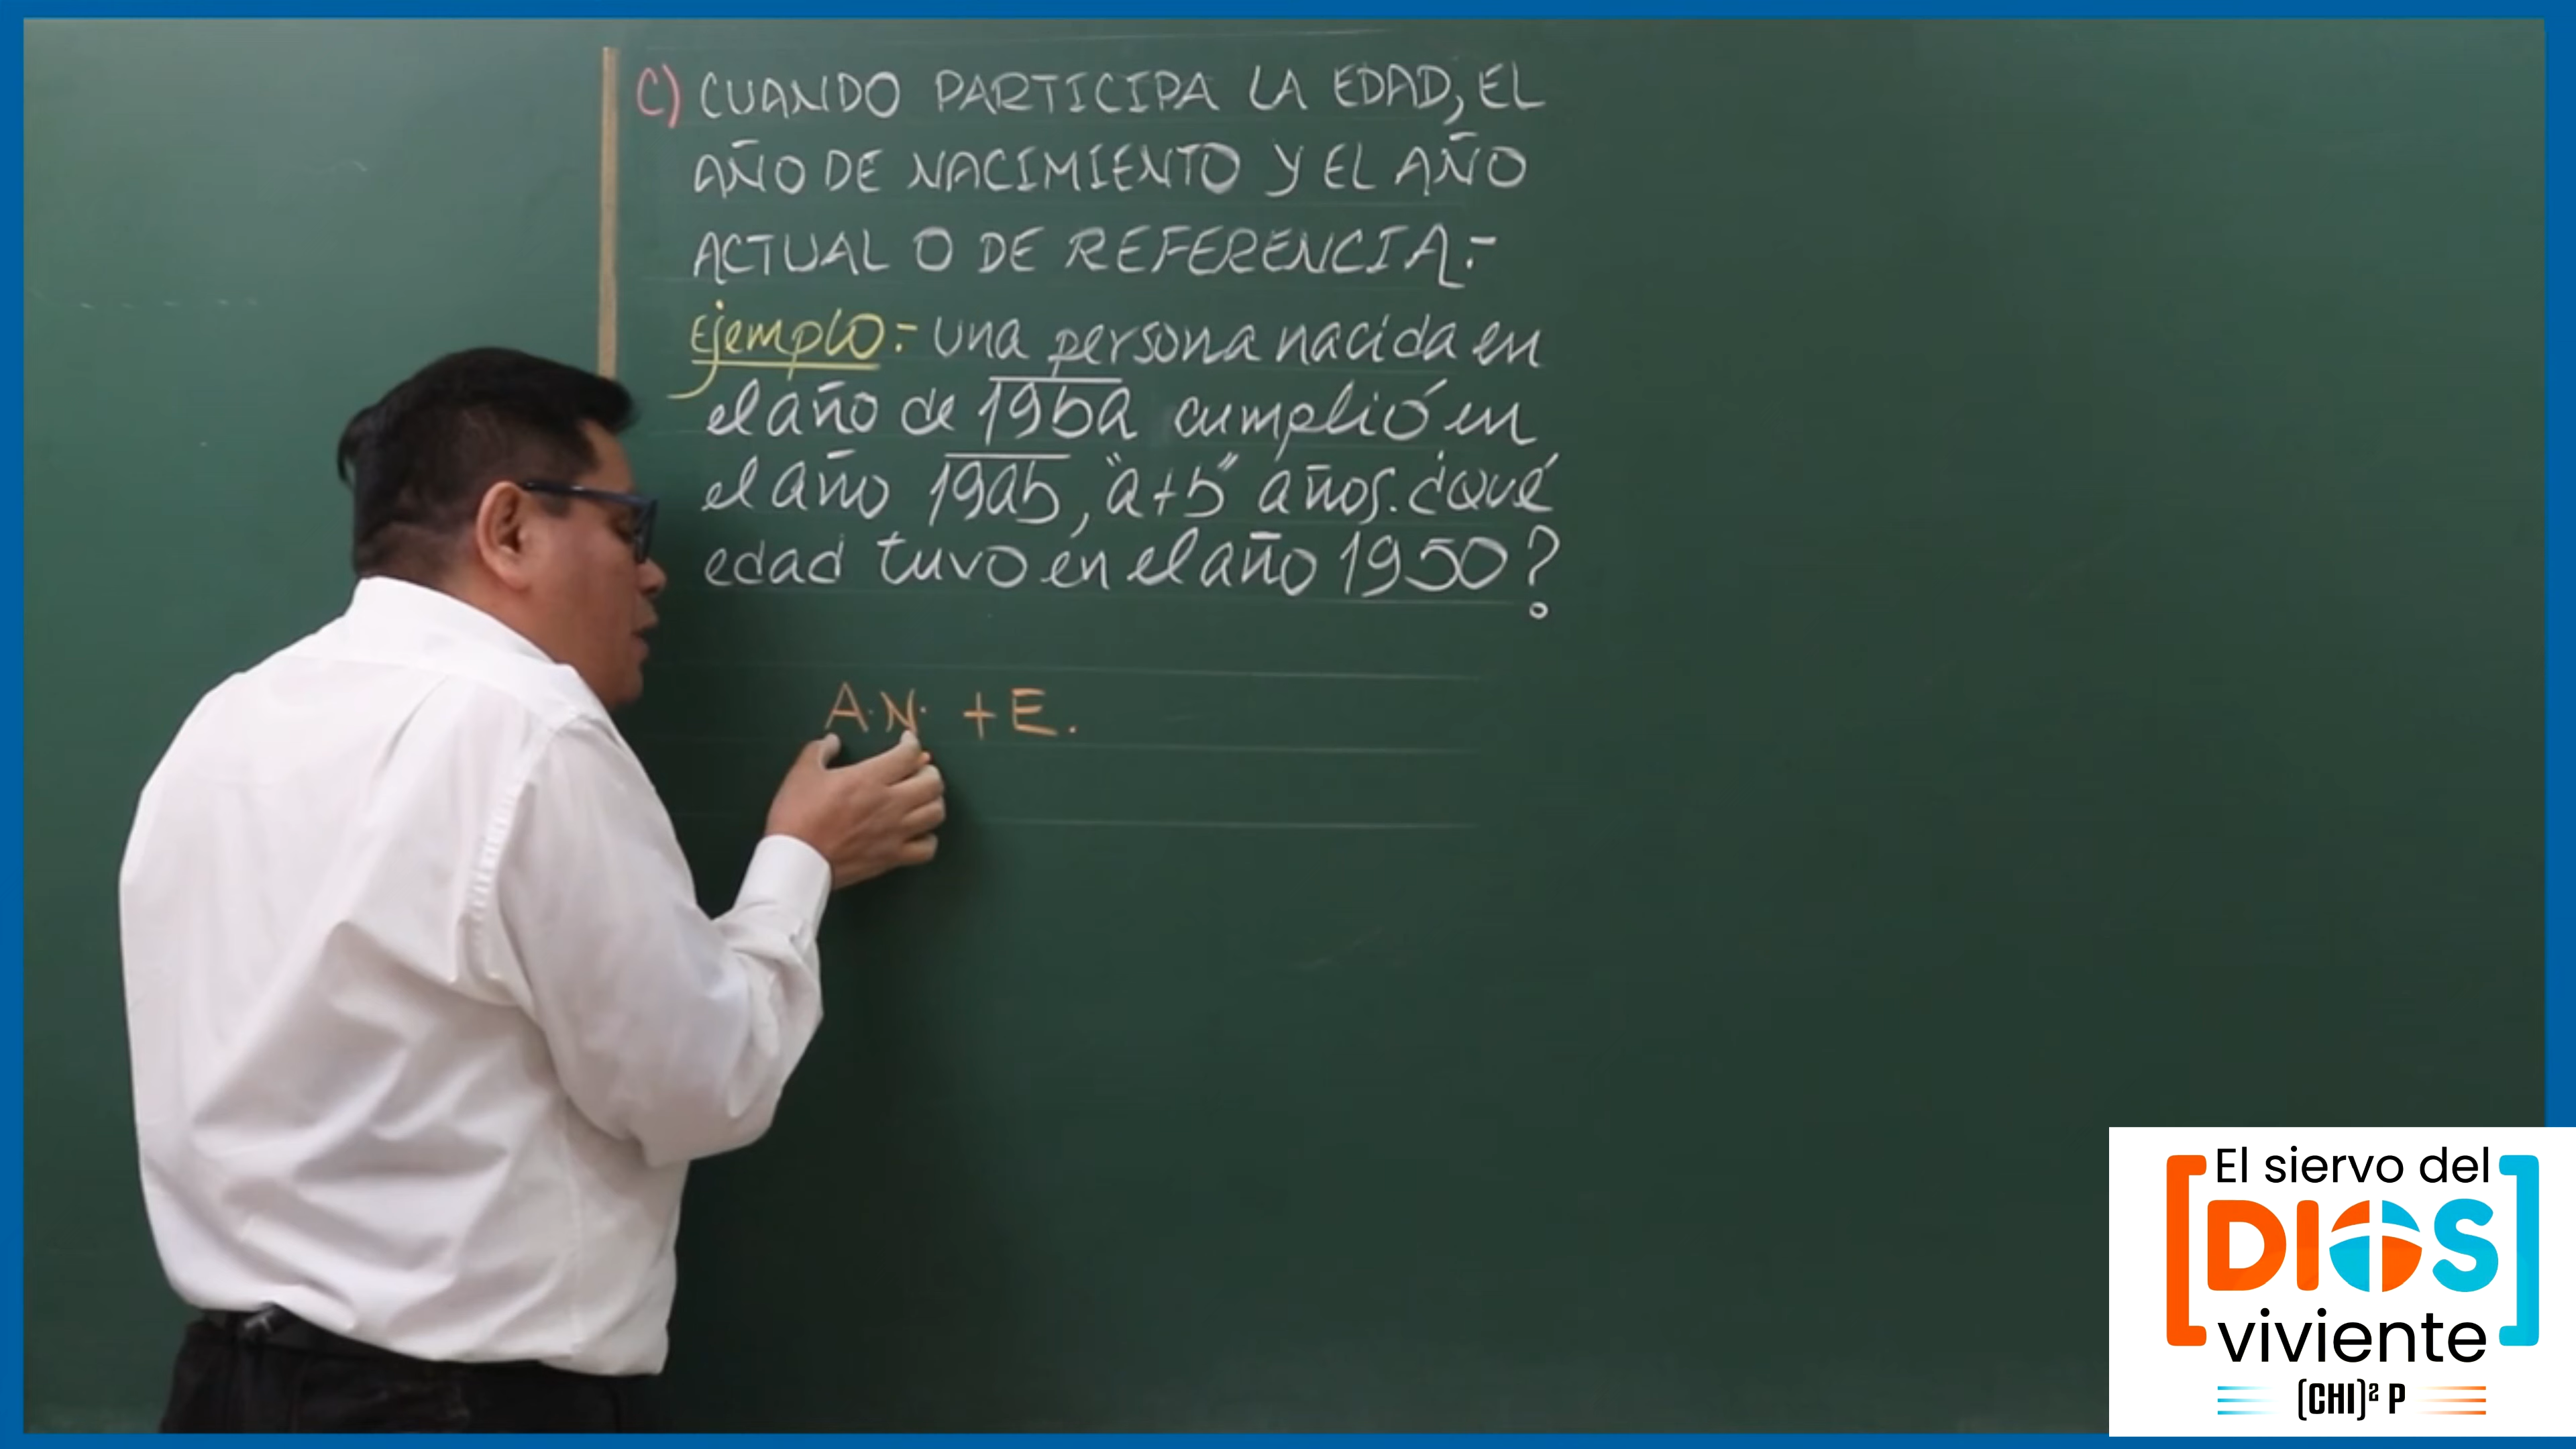 C) CUANDO PARTICIPA LA EDAD, EL
AÑO DE NACIMIENTO Y EL AÑO
ACTUAL O DE REFERENCIA.-
Ejemplo.- una persona nacida en
el año de 19ba cumplió en
el año 19ab, "a+b" años. ¿Qué
edad tuvo en el año 1950?
A.N. + E.
El siervo del
DIOS
viviente
(CHI)² P